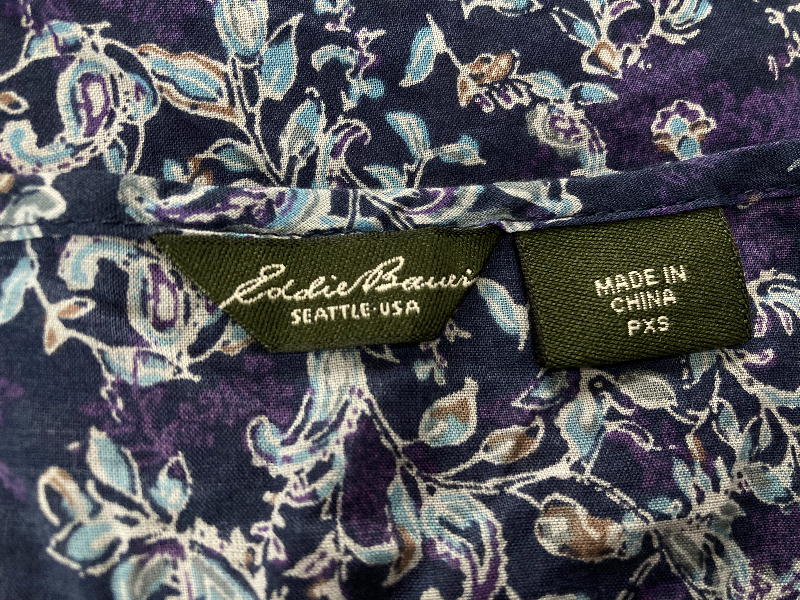 Eddie Bauer
SEATTLE·USA
MADE IN
CHINA
PXS